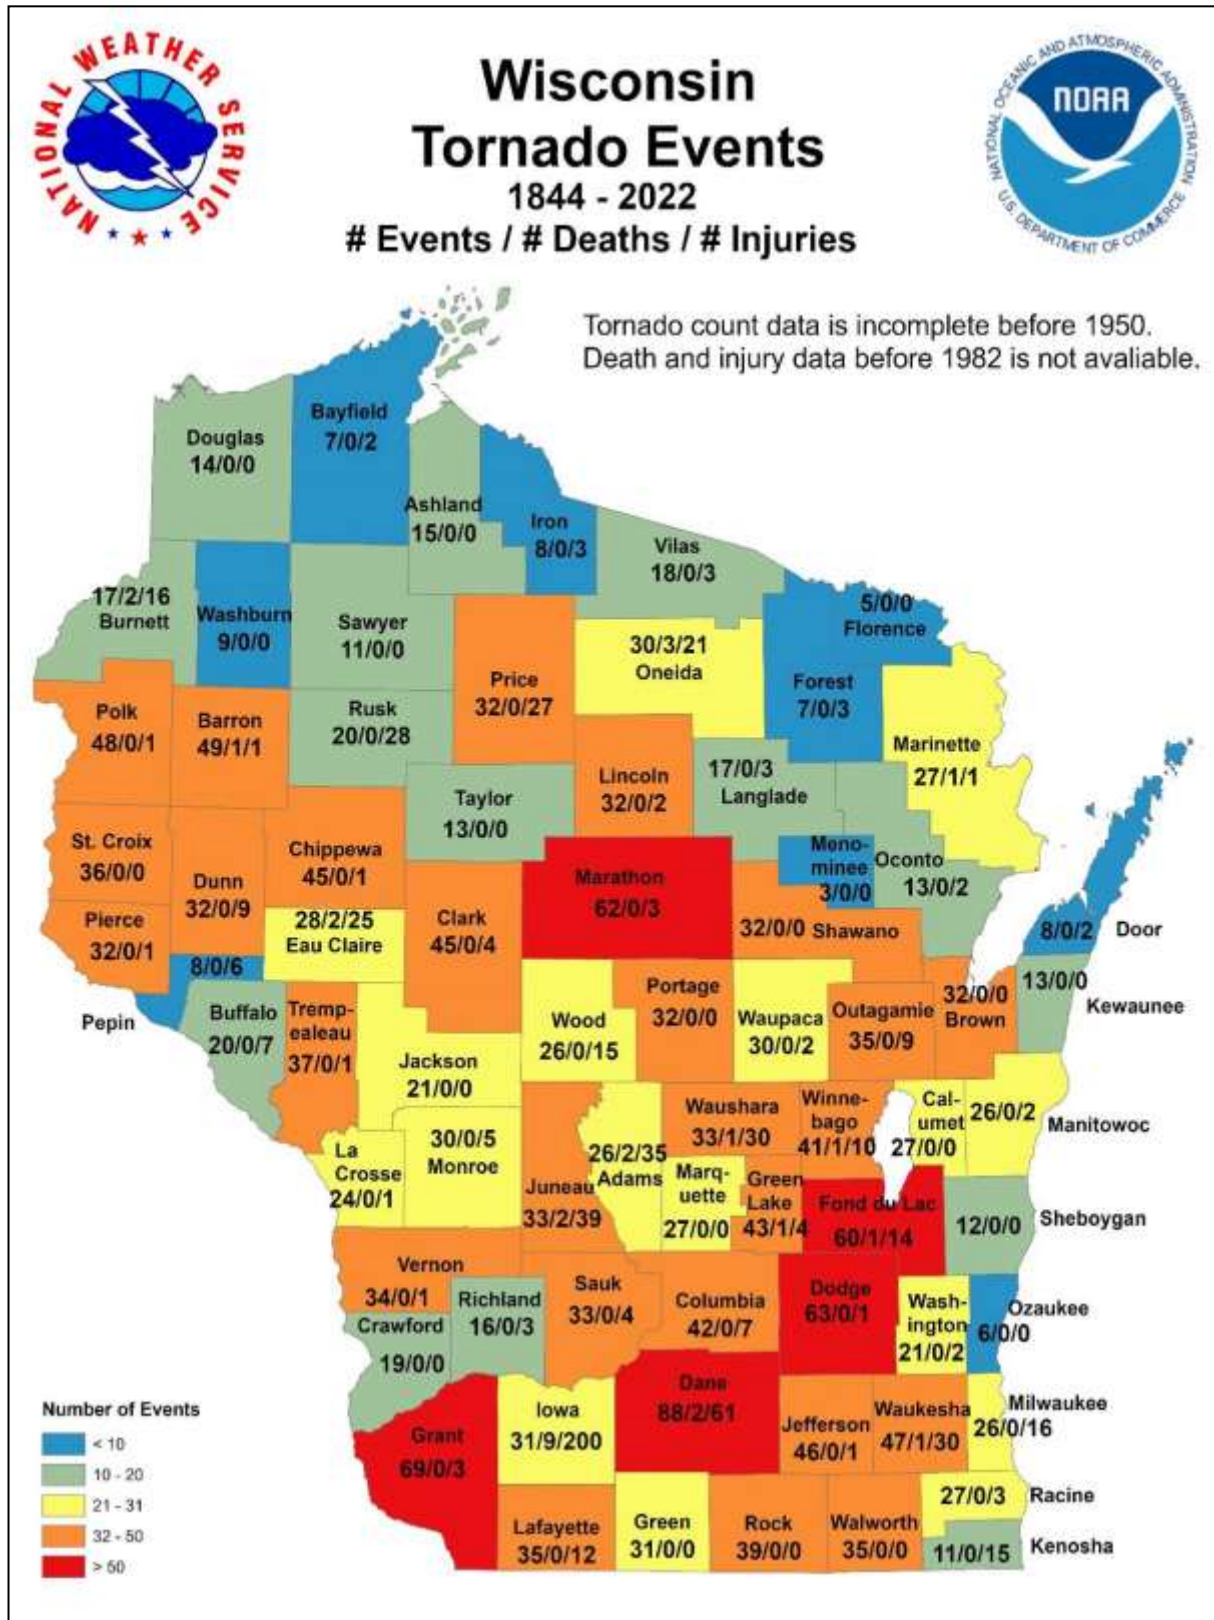 NATIONAL WEATHER SERVICE
Wisconsin
Tornado Events
1844 - 2022
# Events / # Deaths / # Injuries
NATIONAL OCEANIC AND ATMOSPHERIC ADMINISTRATION
NOAA
U.S. DEPARTMENT OF COMMERCE
Tornado count data is incomplete before 1950.
Death and injury data before 1982 is not avaliable.
Bayfield
7/0/2
Douglas
14/0/0
Ashland
15/0/0
Iron
8/0/3
Vilas
18/0/3
17/2/16
Burnett
Washburn
9/0/0
Sawyer
11/0/0
5/0/0
Florence
30/3/21
Oneida
Price
32/0/27
Forest
7/0/3
Polk
48/0/1
Barron
49/1/1
Rusk
20/0/28
Marinette
27/1/1
Lincoln
32/0/2
17/0/3
Langlade
Taylor
13/0/0
St. Croix
36/0/0
Dunn
32/0/9
Chippewa
45/0/1
Meno-
minee
3/0/0
Oconto
13/0/2
Marathon
62/0/3
Pierce
32/0/1
28/2/25
Eau Claire
Clark
45/0/4
32/0/0 Shawano
8/0/2
Door
8/0/6
Pepin
Buffalo
20/0/7
Tremp-
ealeau
37/0/1
Jackson
21/0/0
Wood
26/0/15
Portage
32/0/0
Waupaca
30/0/2
Outagamie
35/0/9
32/0/0
Brown
13/0/0
Kewaunee
Waushara
33/1/30
Winne-
bago
41/1/10
Cal-
umet
27/0/0
26/0/2
Manitowoc
La
Crosse
24/0/1
30/0/5
Monroe
Juneau
33/2/39
26/2/35
Adams
Marq-
uette
27/0/0
Green
Lake
43/1/4
Fond du Lac
60/1/14
12/0/0
Sheboygan
Vernon
34/0/1
Richland
16/0/3
Sauk
33/0/4
Columbia
42/0/7
Dodge
63/0/1
Wash-
ington
21/0/2
Ozaukee
6/0/0
Crawford
19/0/0
Grant
69/0/3
Iowa
31/9/200
Dane
88/2/61
Jefferson
46/0/1
Waukesha
47/1/30
Milwaukee
26/0/16
Lafayette
35/0/12
Green
31/0/0
Rock
39/0/0
Walworth
35/0/0
27/0/3
Racine
11/0/15
Kenosha
Number of Events
< 10
10 - 20
21 - 31
32 - 50
> 50